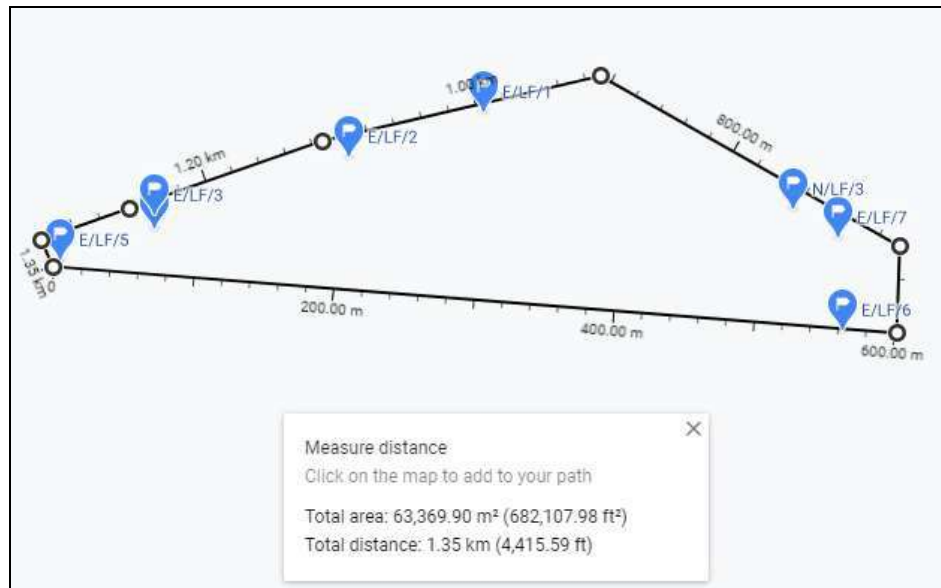 1.00 km
E/LF/1
800.00 m
E/LF/2
1.20 km
E/LF/3
N/LF/3
E/LF/7
E/LF/5
1.35 km
0
200.00 m
E/LF/6
400.00 m
600.00 m
Measure distance
Click on the map to add to your path
Total area: 63,369.90 m² (682,107.98 ft²)
Total distance: 1.35 km (4,415.59 ft)